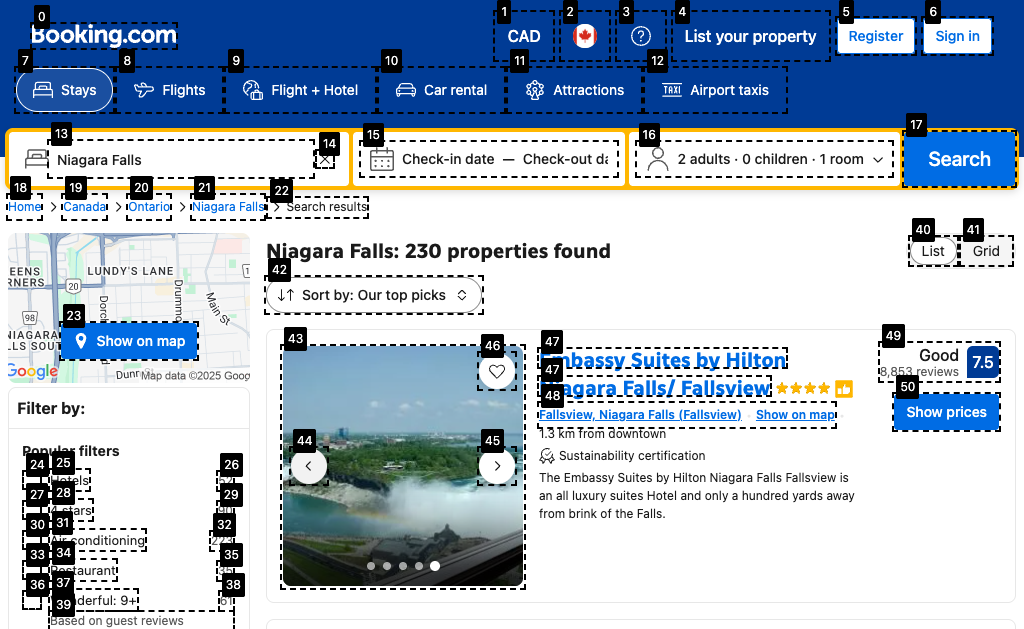 Booking.com
CAD
List your property
Register
Sign in
Stays
Flights
Flight + Hotel
Car rental
Attractions
Airport taxis
Niagara Falls
Check-in date — Check-out da
2 adults · 0 children · 1 room
Search
Home
Canada
Ontario
Niagara Falls
Search results
LUNDY'S LANE
20
98
Main St
Show on map
Google
Map data ©2025 Goog
Niagara Falls: 230 properties found
List
Grid
Sort by: Our top picks
Filter by:
Popular filters
Hotels
4 stars
Air conditioning
223
Restaurant
Wonderful: 9+
61
Based on guest reviews
Embassy Suites by Hilton
Niagara Falls/ Fallsview
Fallsview, Niagara Falls (Fallsview)
Show on map
1.3 km from downtown
Sustainability certification
The Embassy Suites by Hilton Niagara Falls Fallsview is
an all luxury suites Hotel and only a hundred yards away
from brink of the Falls.
Good
8,853 reviews
7.5
Show prices
0
1
2
3
4
5
6
7
8
9
10
11
12
13
14
15
16
17
18
19
20
21
22
23
24
25
26
27
28
29
30
31
32
33
34
35
36
37
38
39
40
41
42
43
44
45
46
47
47
48
49
50